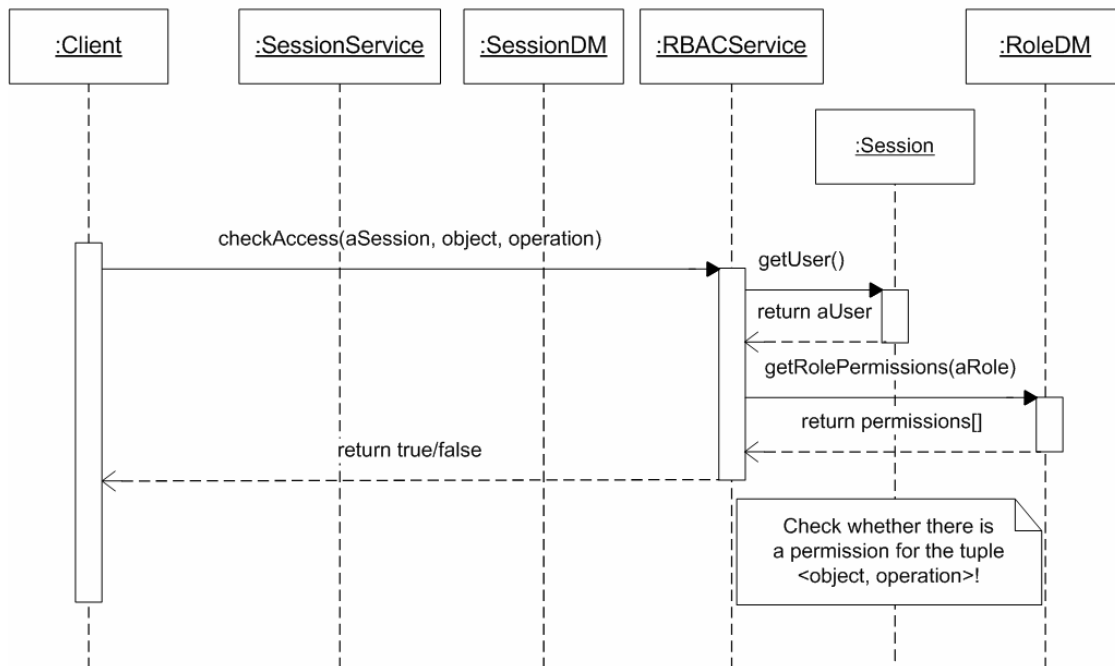 :Client
:SessionService
:SessionDM
:RBACService
:RoleDM
:Session
checkAccess(aSession, object, operation)
getUser()
return aUser
getRolePermissions(aRole)
return permissions[]
return true/false
Check whether there is
a permission for the tuple
<object, operation>!